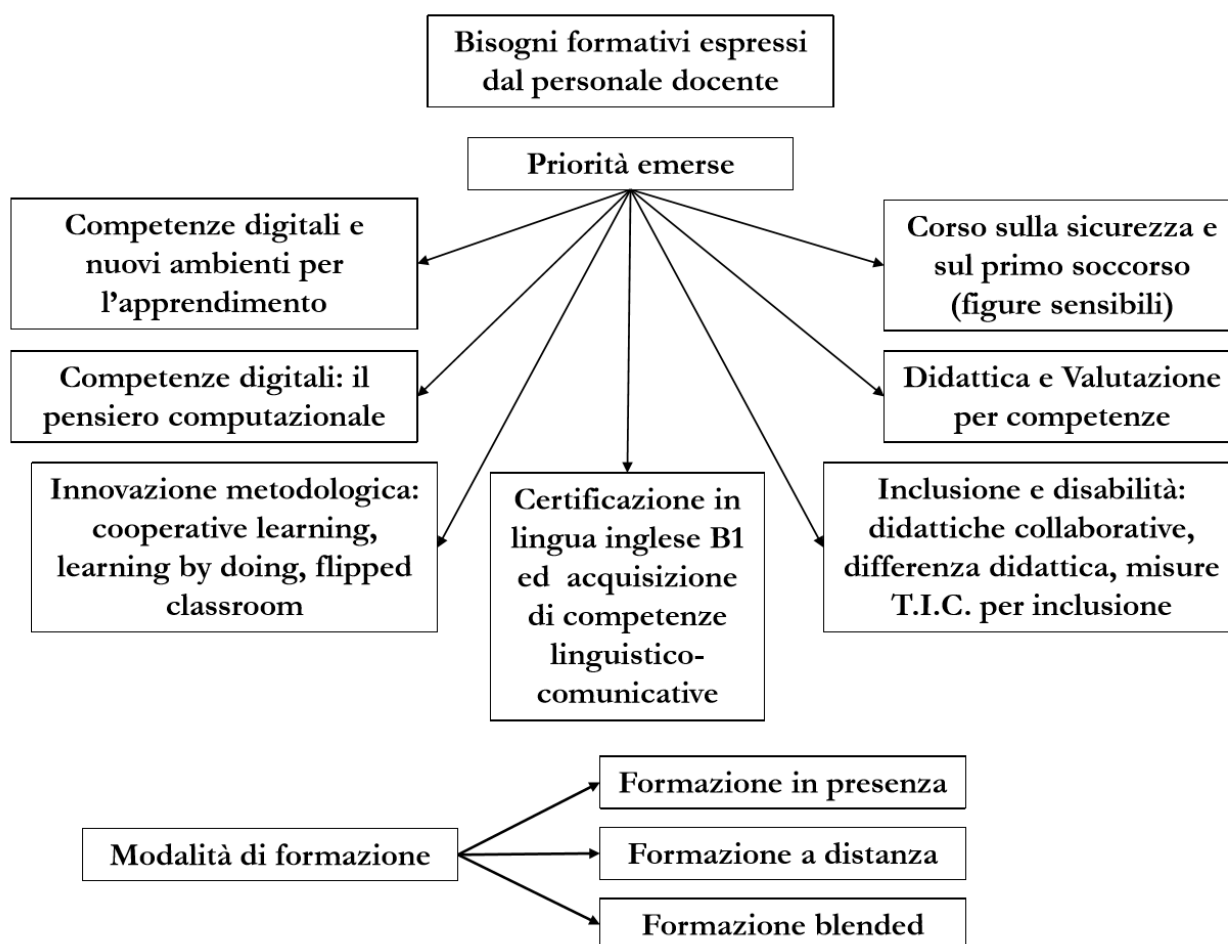 Bisogni formativi espressi
dal personale docente
Priorità emerse
Competenze digitali e
nuovi ambienti per
l’apprendimento
Corso sulla sicurezza e
sul primo soccorso
(figure sensibili)
Competenze digitali: il
pensiero computazionale
Didattica e Valutazione
per competenze
Innovazione metodologica:
cooperative learning,
learning by doing, flipped
classroom
Certificazione in
lingua inglese B1
ed acquisizione
di competenze
linguistico-
comunicative
Inclusione e disabilità:
didattiche collaborative,
differenza didattica, misure
T.I.C. per inclusione
Modalità di formazione
Formazione in presenza
Formazione a distanza
Formazione blended